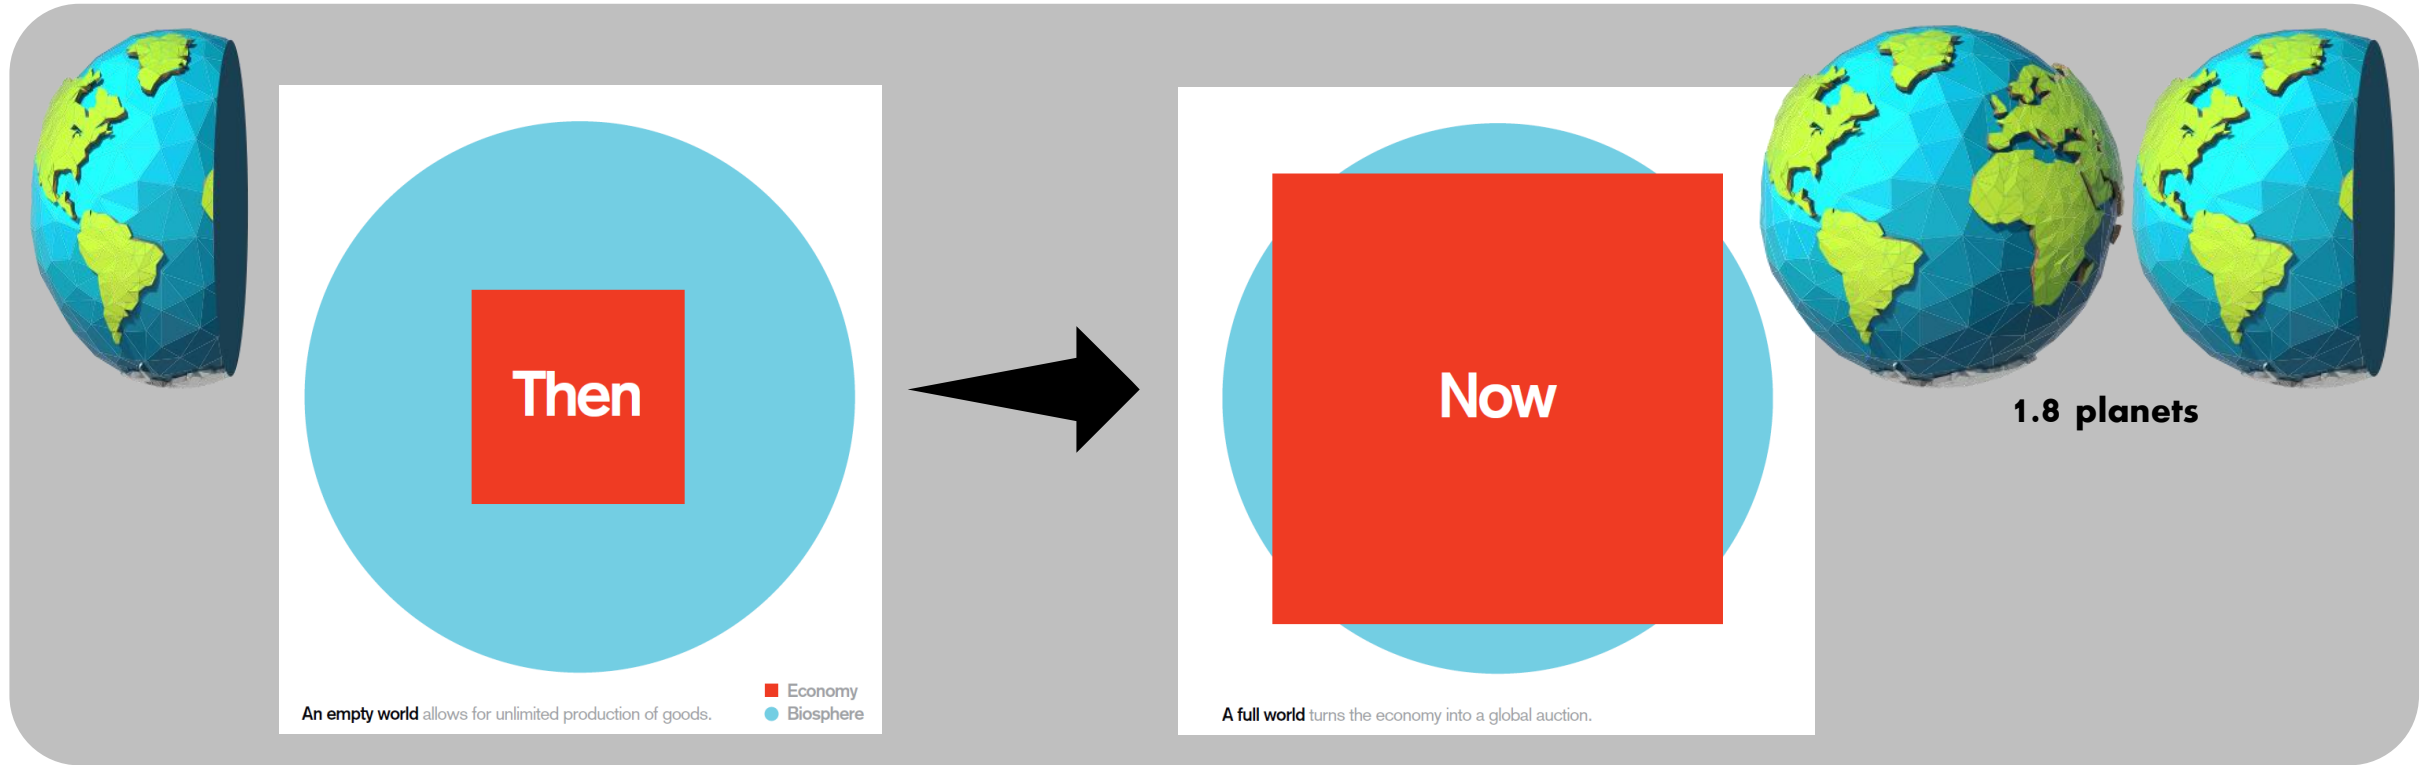 Then
Economy
An empty world allows for unlimited production of goods.
Biosphere
Now
A full world turns the economy into a global auction.
1.8 planets